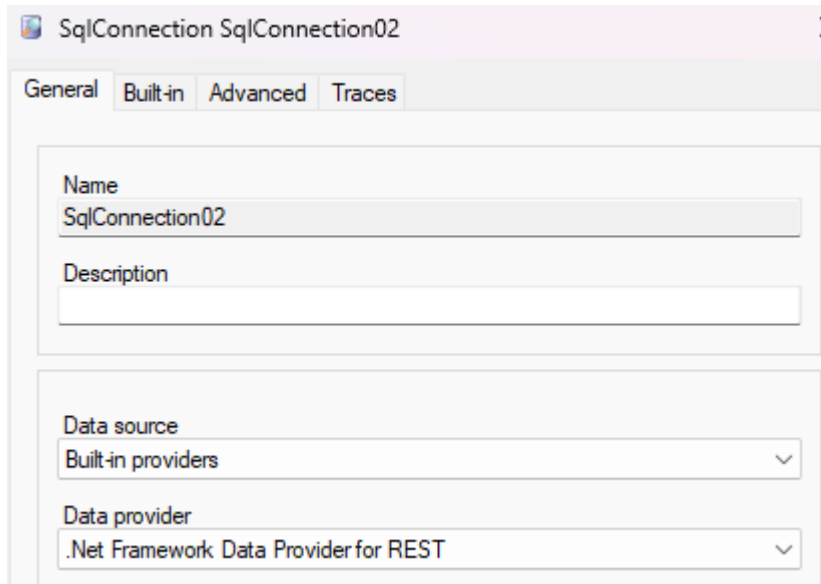 SqlConnection SqlConnection02
General Built-in Advanced Traces
Name
SqlConnection02
Description
Data source
Built-in providers
Data provider
.Net Framework Data Provider for REST